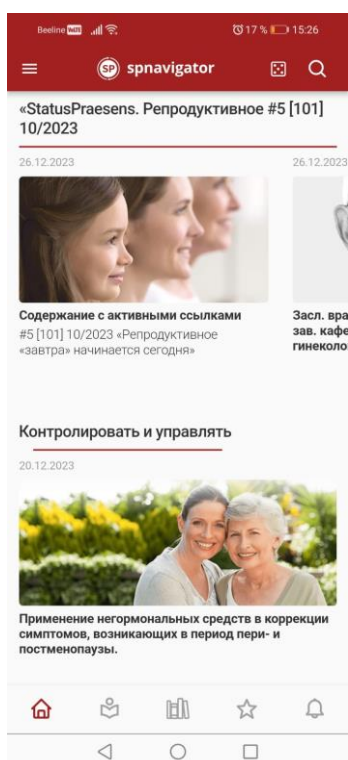 Beeline VoLTE 17 % 15:26
SP spnavigator
«StatusPraesens. Репродуктивное #5 [101]
10/2023
26.12.2023 26.12.2023
Содержание с активными ссылками
#5 [101] 10/2023 «Репродуктивное
«завтра» начинается сегодня»
Засл. вра
зав. кафе
гинеколо
Контролировать и управлять
20.12.2023
Применение негормональных средств в коррекции
симптомов, возникающих в период пери- и
постменопаузы.